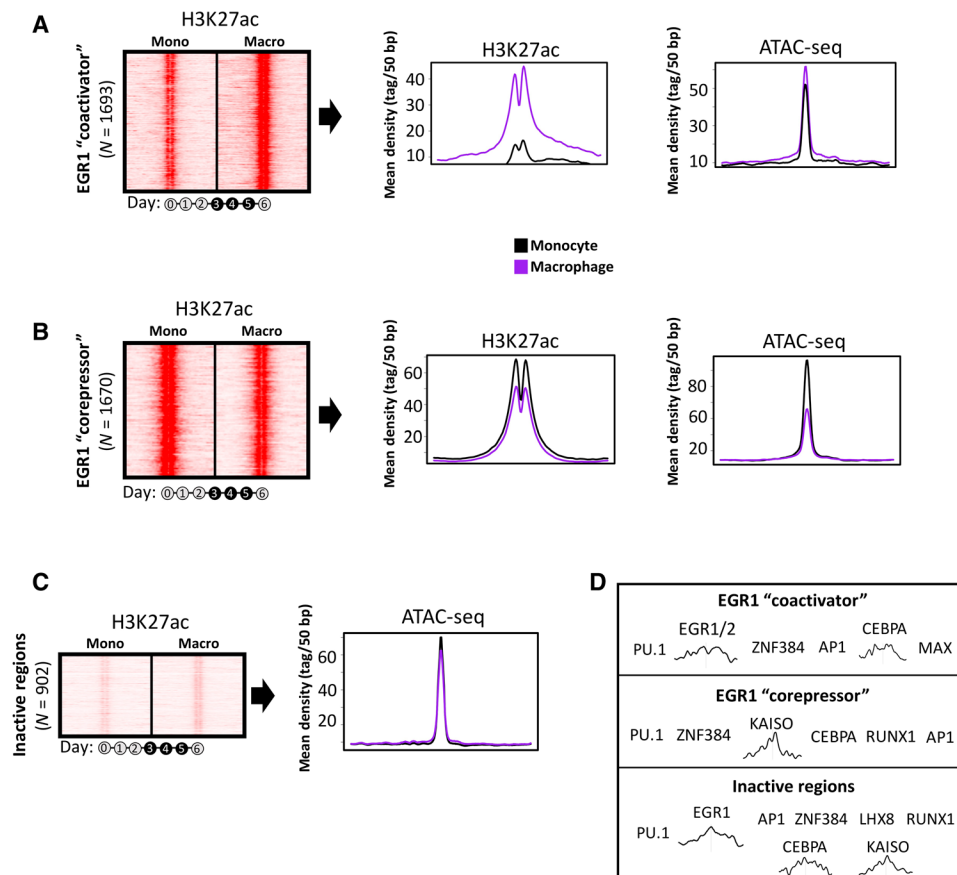 A
H3K27ac
Mono Macro
EGR1 “coactivator”
(N = 1693)
Day: 0 1 2 3 4 5 6
H3K27ac
Mean density (tag/50 bp)
40
30
20
10
ATAC-seq
Mean density (tag/50 bp)
50
30
10
Monocyte
Macrophage
B
H3K27ac
Mono Macro
EGR1 “corepressor”
(N = 1670)
Day: 0 1 2 3 4 5 6
H3K27ac
Mean density (tag/50 bp)
60
40
20
ATAC-seq
Mean density (tag/50 bp)
80
60
20
C
H3K27ac
Mono Macro
Inactive regions
(N = 902)
Day: 0 1 2 3 4 5 6
ATAC-seq
Mean density (tag/50 bp)
60
40
20
D
EGR1 “coactivator”
PU.1 EGR1/2 ZNF384 AP1 CEBPA MAX
EGR1 “corepressor”
PU.1 ZNF384 KAISO CEBPA RUNX1 AP1
Inactive regions
PU.1 EGR1 AP1 ZNF384 LHX8 RUNX1
CEBPA KAISO